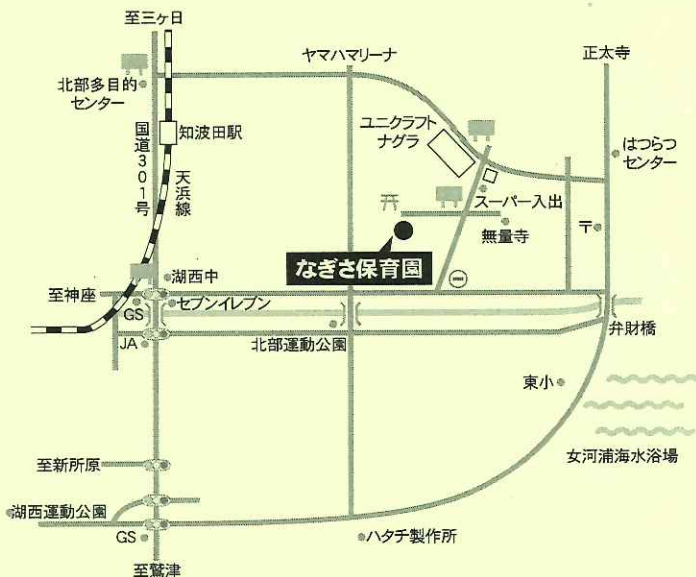 至三ヶ日
ヤマハマリーナ
正太寺
北部多目的
センター
国道301号
知波田駅
天浜線
ユニクラフト
ナグラ
はつらつ
センター
スーパー入出
無量寺
〒
なぎさ保育園
湖西中
至神座
GS
セブンイレブン
JA
北部運動公園
弁財橋
東小
女河浦海水浴場
至新所原
湖西運動公園
GS
ハタチ製作所
至鷲津